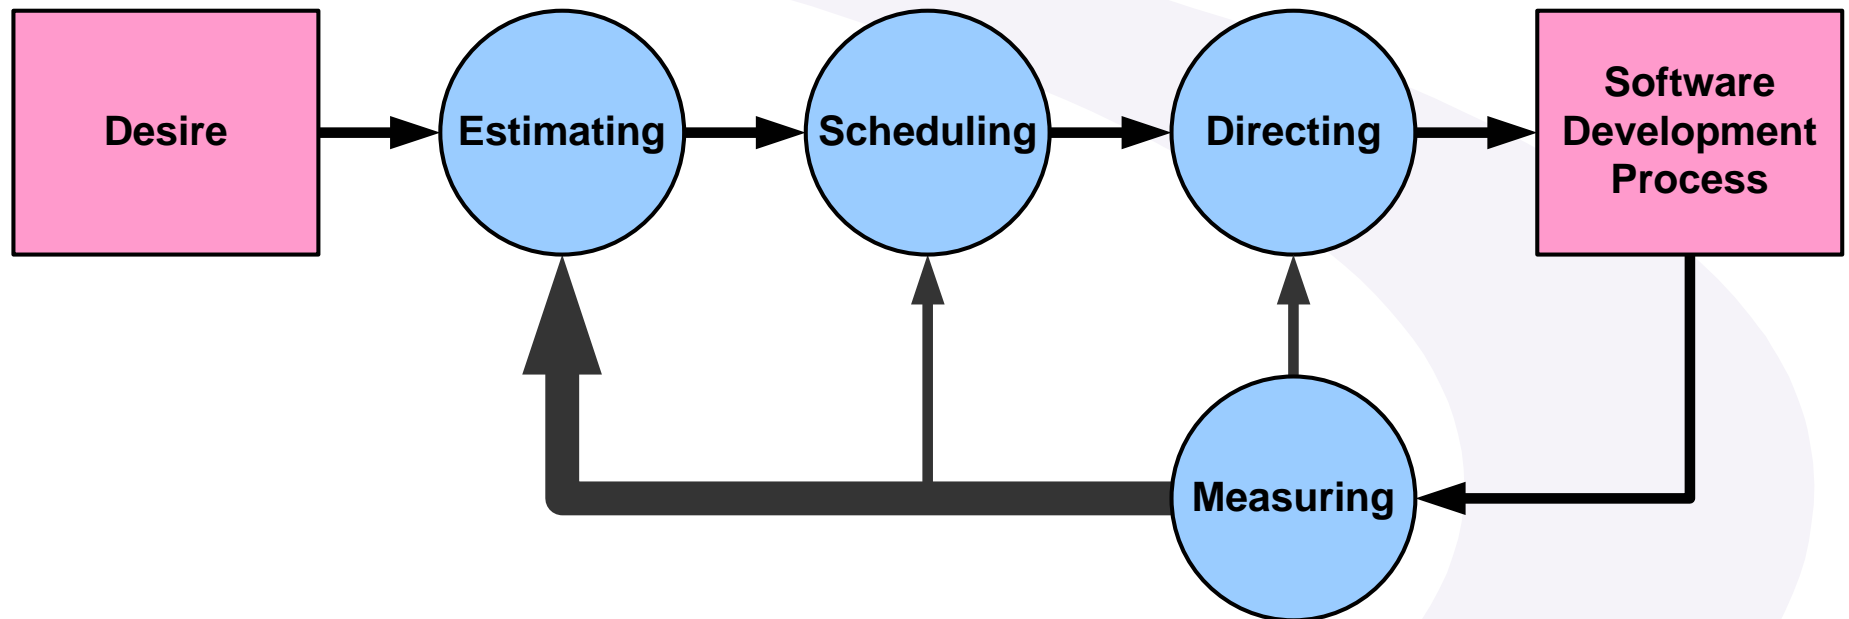 Desire
Estimating
Scheduling
Directing
Software
Development
Process
Measuring